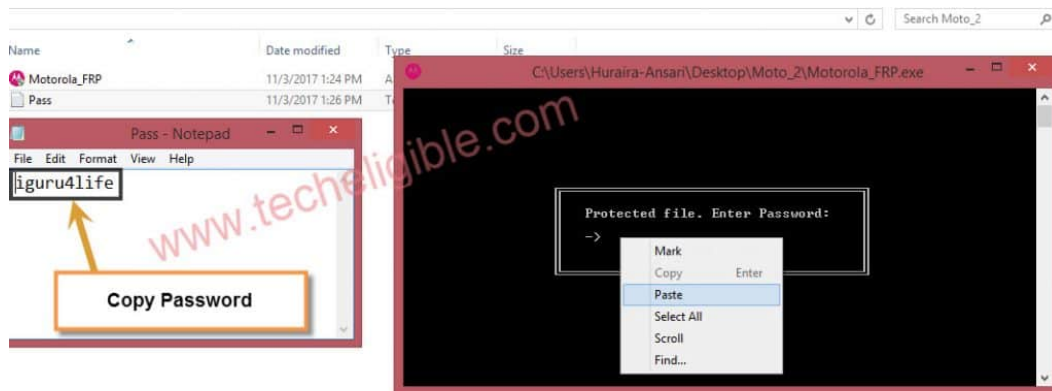 Search Moto_2
Name Date modified Type Size
Motorola_FRP 11/3/2017 1:24 PM A
Pass 11/3/2017 1:26 PM T
C:\Users\Huraira-Ansari\Desktop\Moto_2\Motorola_FRP.exe
Pass - Notepad
File Edit Format View Help
iguru4life
Copy Password
www.techeligible.com
Protected file. Enter Password:
->
Mark
Copy Enter
Paste
Select All
Scroll
Find...